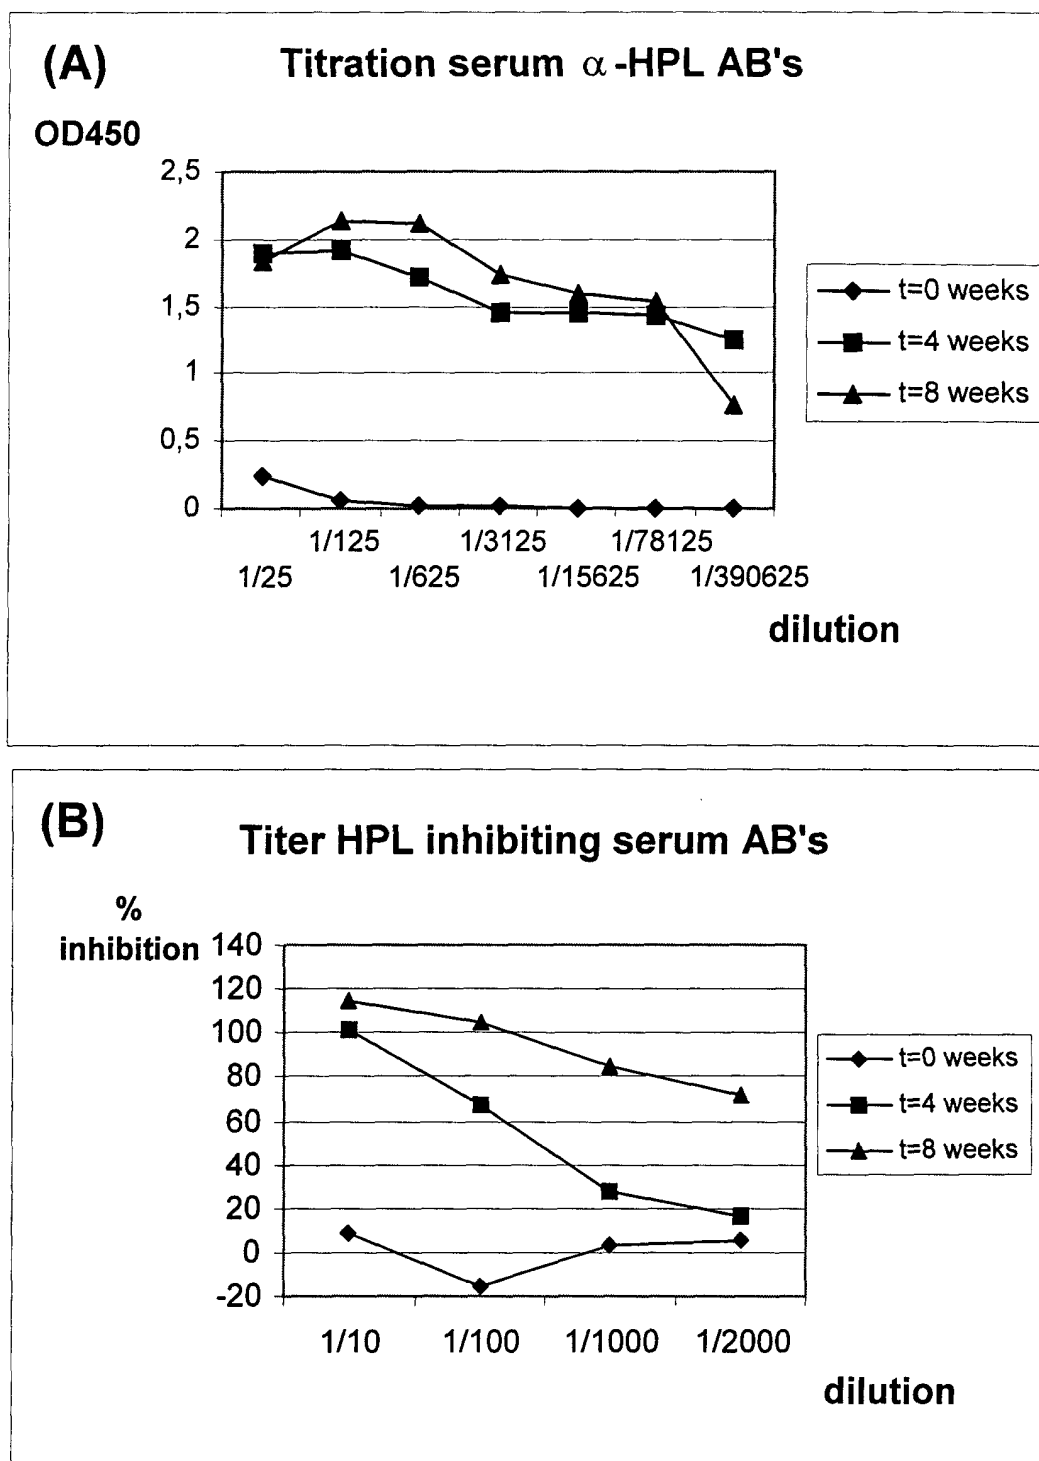 (A)
Titration serum α-HPL AB's
OD450
2,5
2
1,5
1
0,5
0
1/125 1/3125 1/78125
1/25 1/625 1/15625 1/390625
dilution
t=0 weeks
t=4 weeks
t=8 weeks
(B)
Titer HPL inhibiting serum AB's
%
inhibition
140
120
100
80
60
40
20
0
-20
1/10 1/100 1/1000 1/2000
dilution
t=0 weeks
t=4 weeks
t=8 weeks